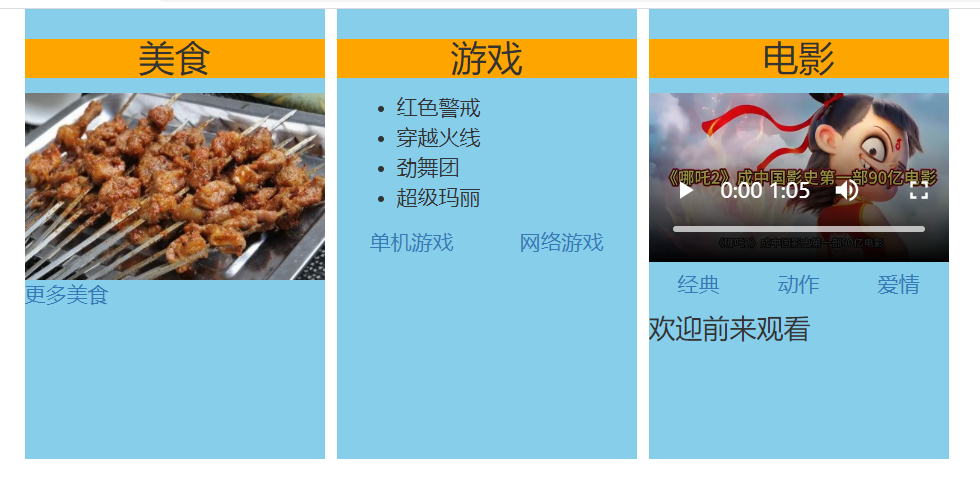 美食
更多美食
游戏
红色警戒
穿越火线
劲舞团
超级玛丽
单机游戏 网络游戏
电影
《哪吒2》成中国影史第一部90亿电影
0:00 1:05
《哪吒2》成中国影史第一部90亿电影
经典 动作 爱情
欢迎前来观看